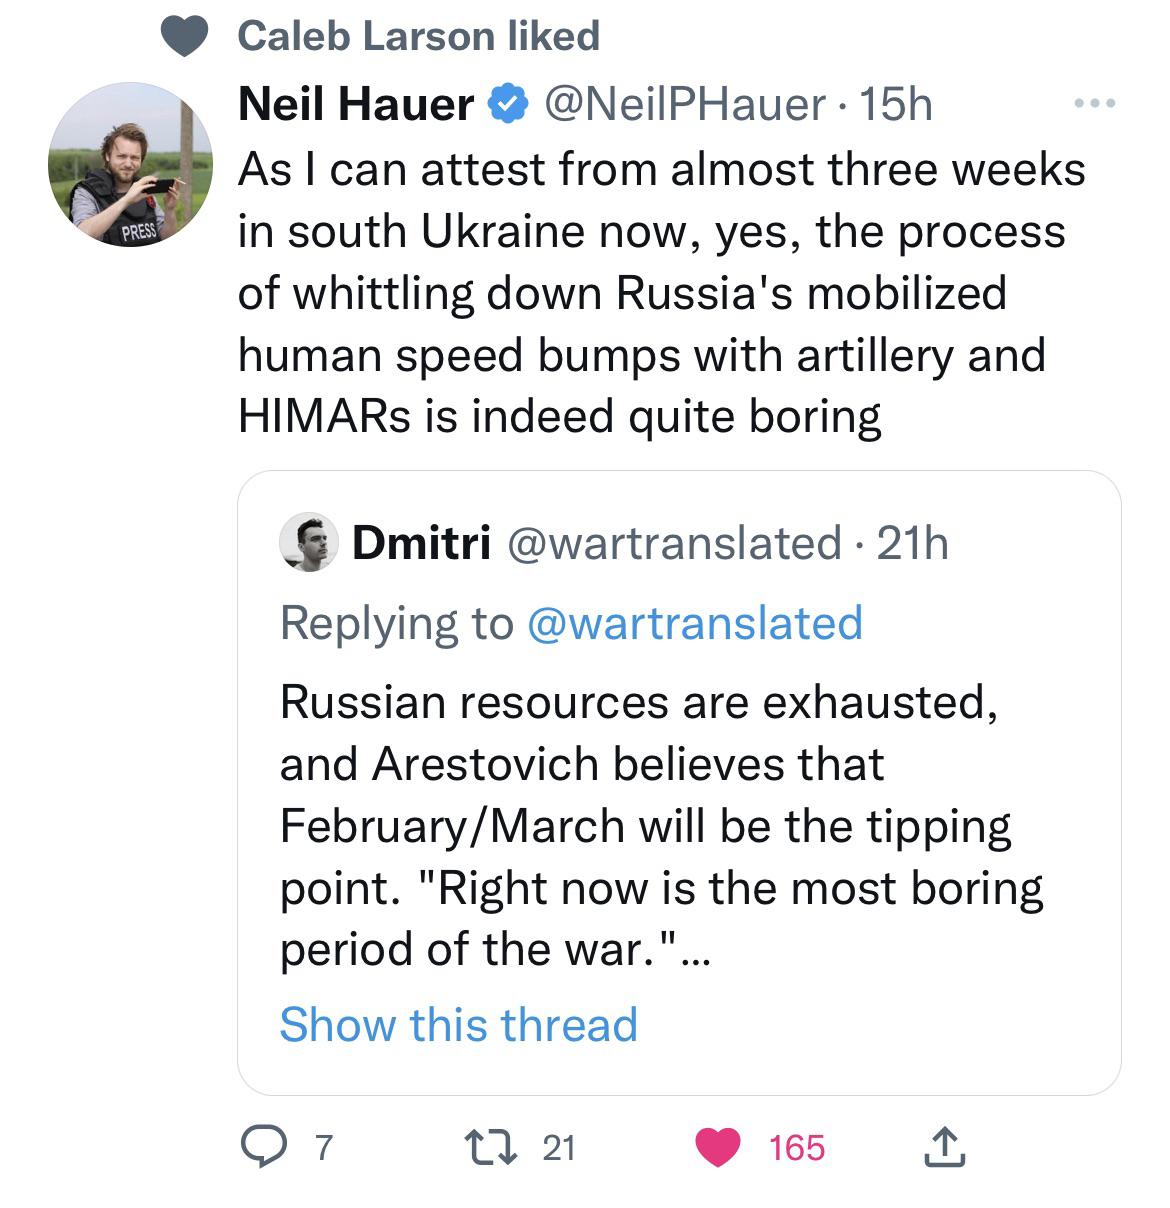 Caleb Larson liked
Neil Hauer @NeilPHauer · 15h
PRESS
As I can attest from almost three weeks
in south Ukraine now, yes, the process
of whittling down Russia's mobilized
human speed bumps with artillery and
HIMARs is indeed quite boring
Dmitri @wartranslated · 21h
Replying to @wartranslated
Russian resources are exhausted,
and Arestovich believes that
February/March will be the tipping
point. "Right now is the most boring
period of the war."...
Show this thread
7 21 165